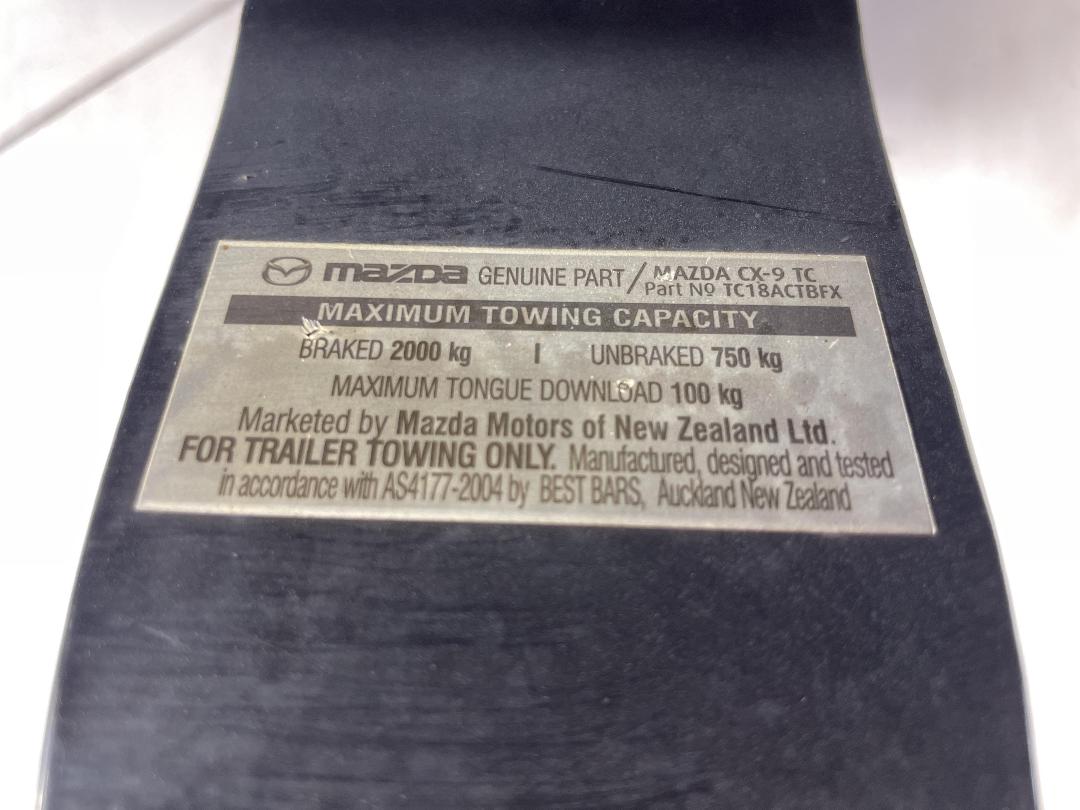 mazda GENUINE PART / MAZDA CX-9 TC
Part No TC18ACTBFX
MAXIMUM TOWING CAPACITY
BRAKED 2000 kg | UNBRAKED 750 kg
MAXIMUM TONGUE DOWNLOAD 100 kg
Marketed by Mazda Motors of New Zealand Ltd.
FOR TRAILER TOWING ONLY. Manufactured, designed and tested
in accordance with AS4177-2004 by BEST BARS, Auckland New Zealand